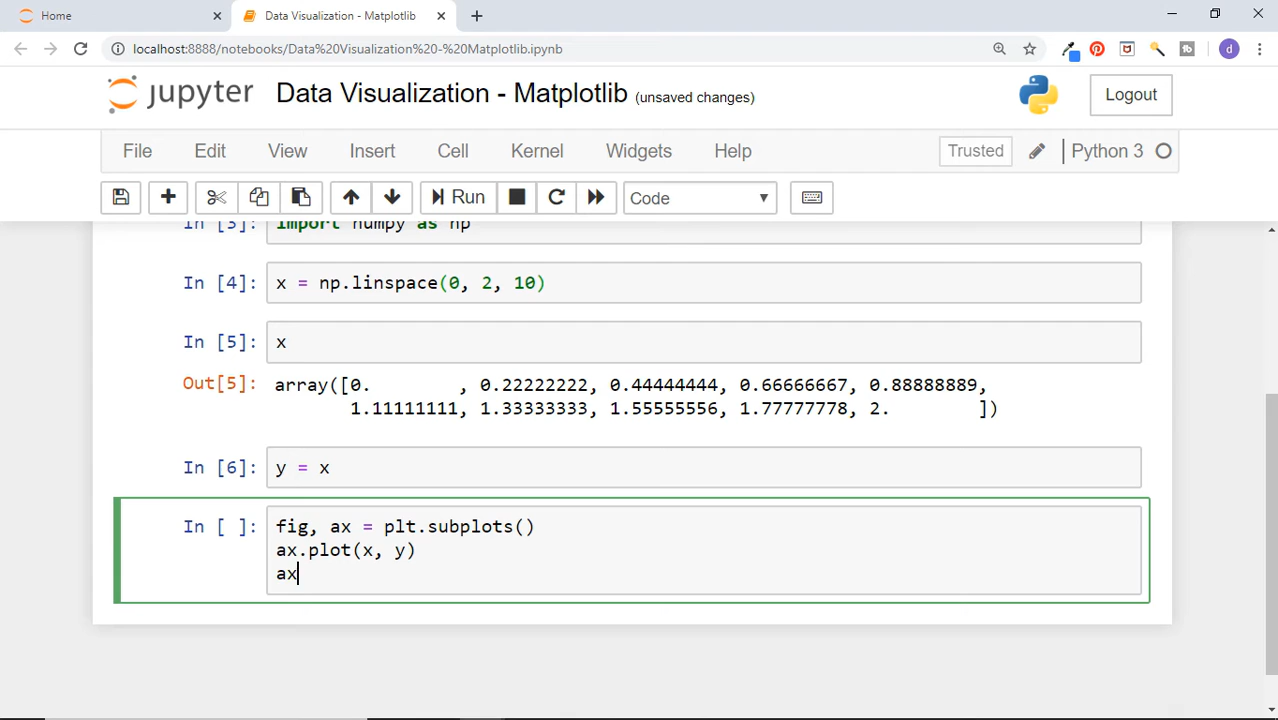 Home
Data Visualization - Matplotlib
localhost:8888/notebooks/Data%20Visualization%20-%20Matplotlib.ipynb
d
jupyter Data Visualization - Matplotlib (unsaved changes)
Logout
File Edit View Insert Cell Kernel Widgets Help
Trusted
Python 3
Run
Code
In [3]: import numpy as np
In [4]: x = np.linspace(0, 2, 10)
In [5]: x
Out[5]: array([0.        , 0.22222222, 0.44444444, 0.66666667, 0.88888889,
1.11111111, 1.33333333, 1.55555556, 1.77777778, 2.        ])
In [6]: y = x
In [ ]: fig, ax = plt.subplots()
ax.plot(x, y)
ax